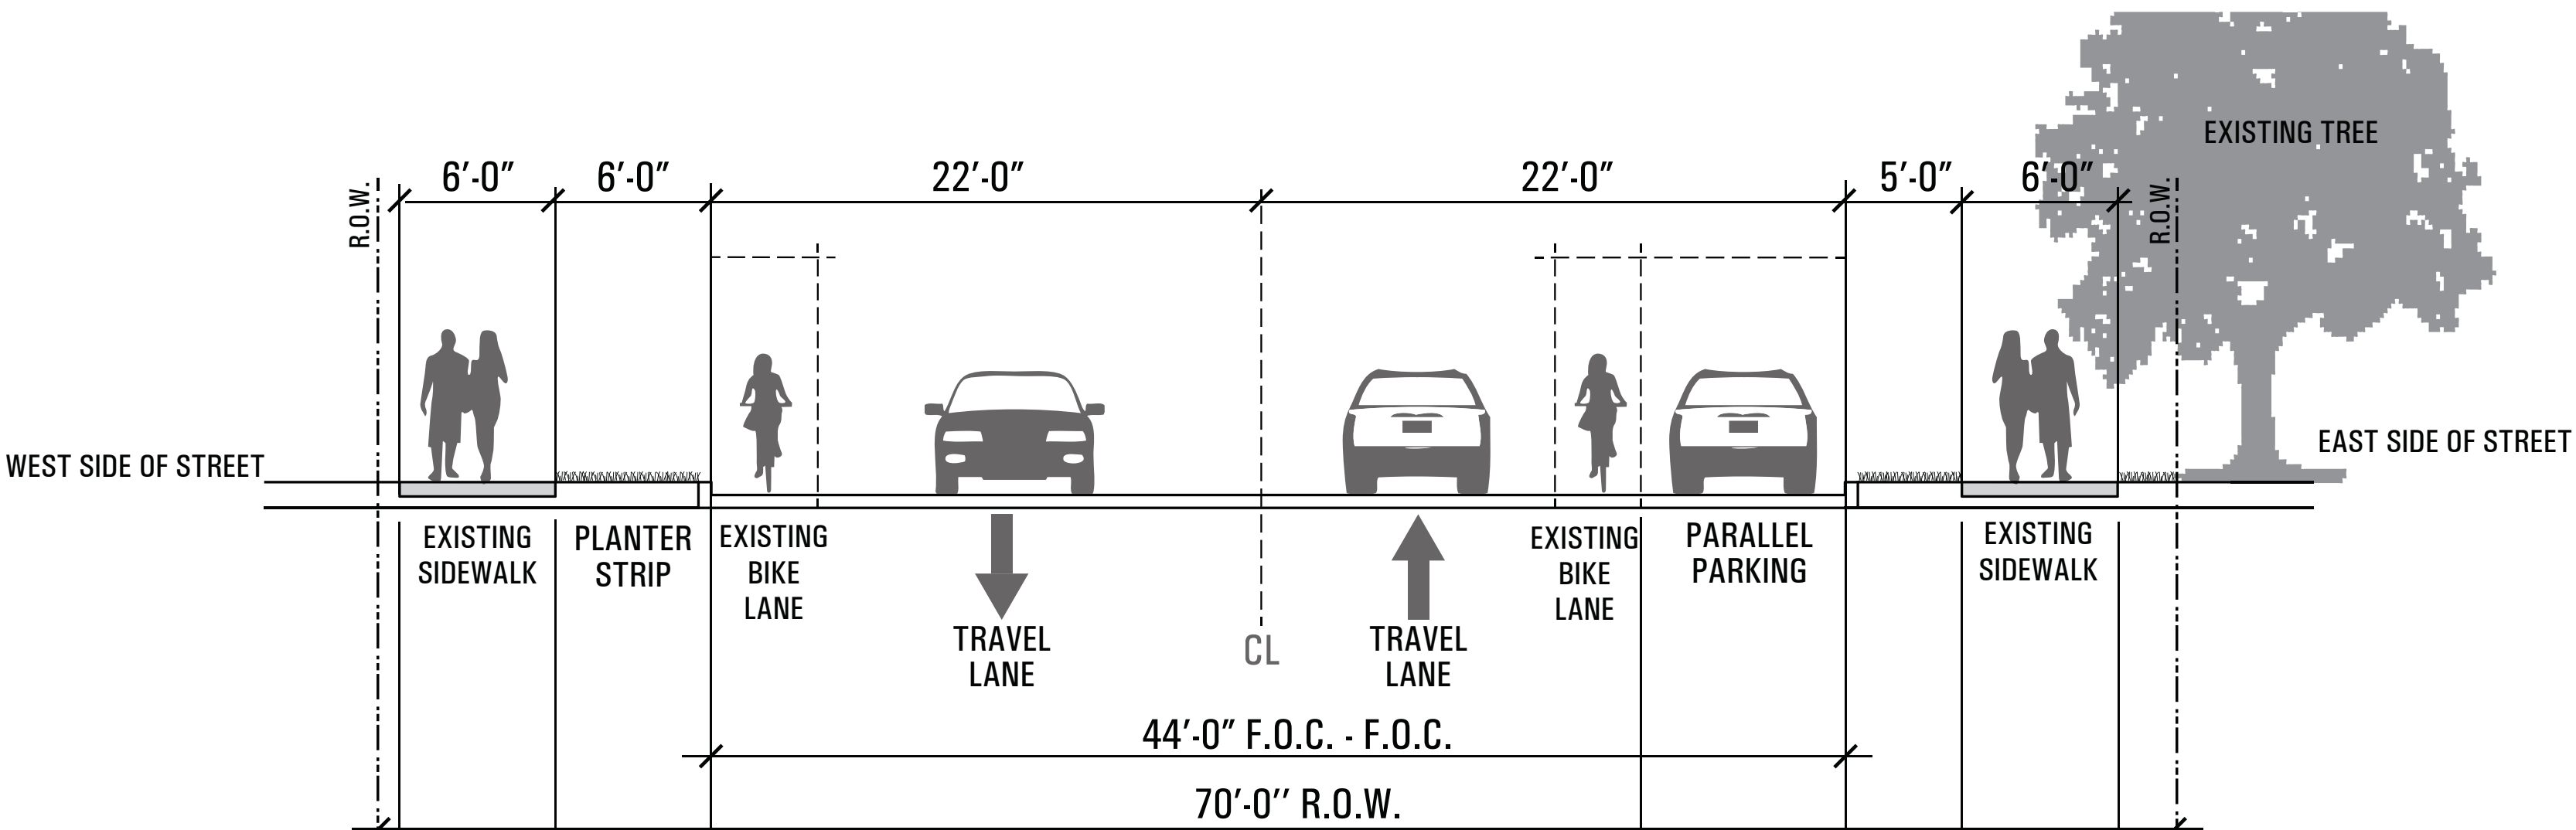 EXISTING TREE
6'-0"
6'-0"
22'-0"
22'-0"
5'-0"
6'-0"
R.O.W.
R.O.W.
WEST SIDE OF STREET
EAST SIDE OF STREET
EXISTING
SIDEWALK
PLANTER
STRIP
EXISTING
BIKE
LANE
TRAVEL
LANE
CL
TRAVEL
LANE
EXISTING
BIKE
LANE
PARALLEL
PARKING
EXISTING
SIDEWALK
44'-0" F.O.C. - F.O.C.
70'-0'' R.O.W.